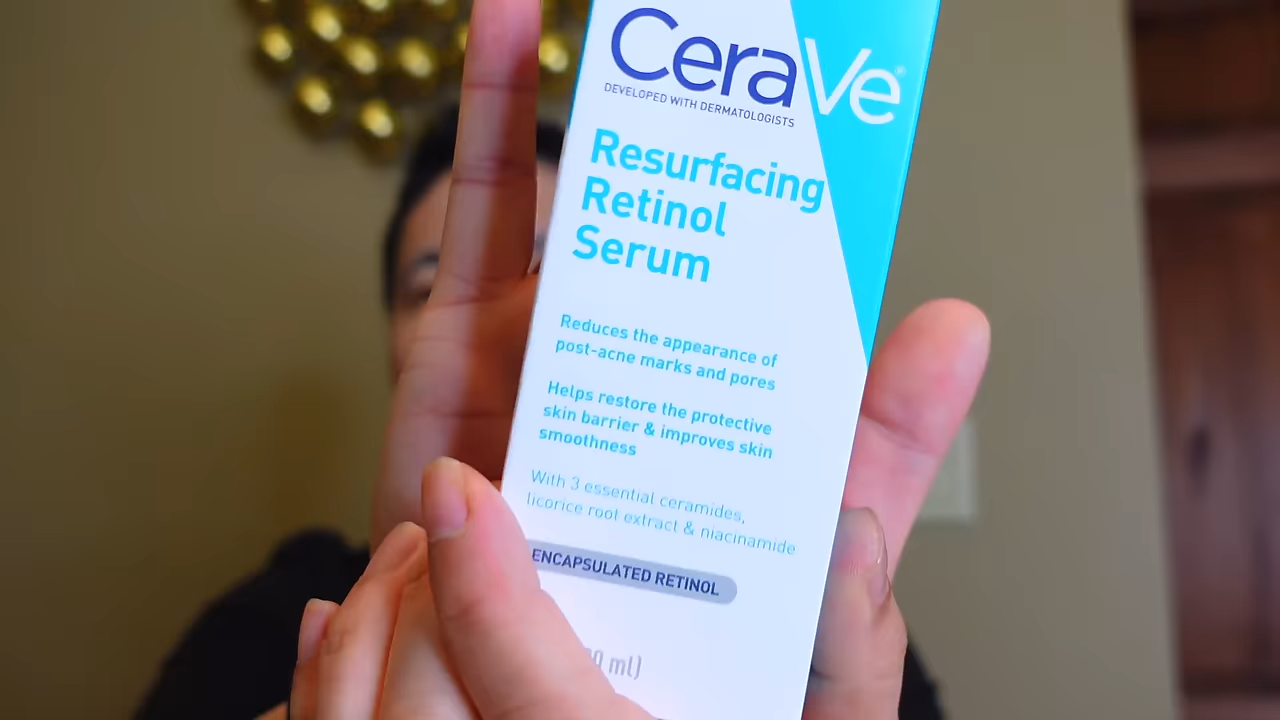 CeraVe®
DEVELOPED WITH DERMATOLOGISTS
Resurfacing
Retinol
Serum
Reduces the appearance of
post-acne marks and pores
Helps restore the protective
skin barrier & improves skin
smoothness
With 3 essential ceramides,
licorice root extract & niacinamide
ENCAPSULATED RETINOL
ml)